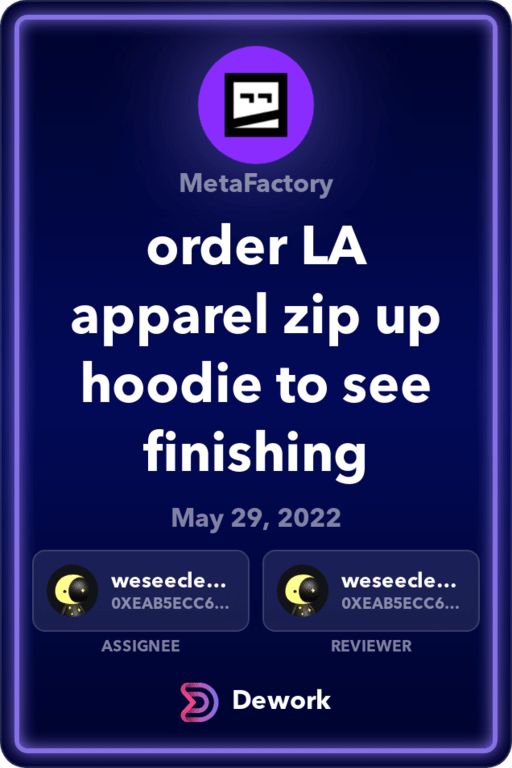 MetaFactory
order LA
apparel zip up
hoodie to see
finishing
May 29, 2022
weseecle...
0XEAB5ECC6...
weseecle...
0XEAB5ECC6...
ASSIGNEE
REVIEWER
Dework